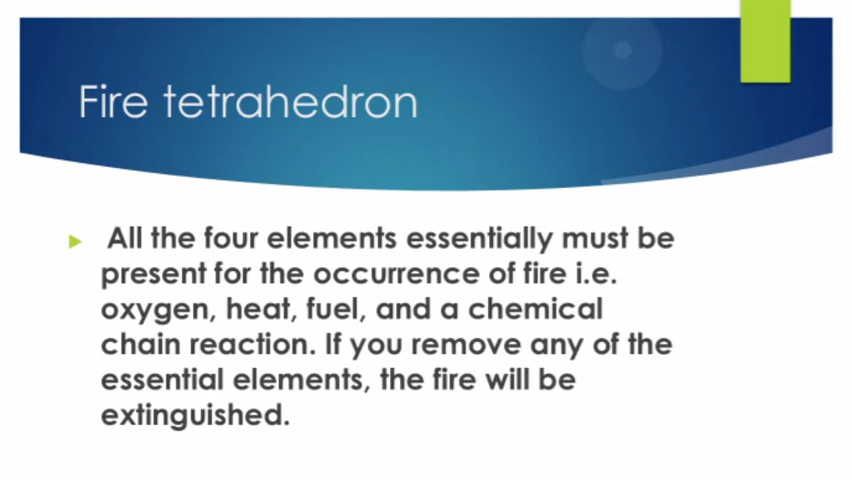 Fire tetrahedron
All the four elements essentially must be
present for the occurrence of fire i.e.
oxygen, heat, fuel, and a chemical
chain reaction. If you remove any of the
essential elements, the fire will be
extinguished.